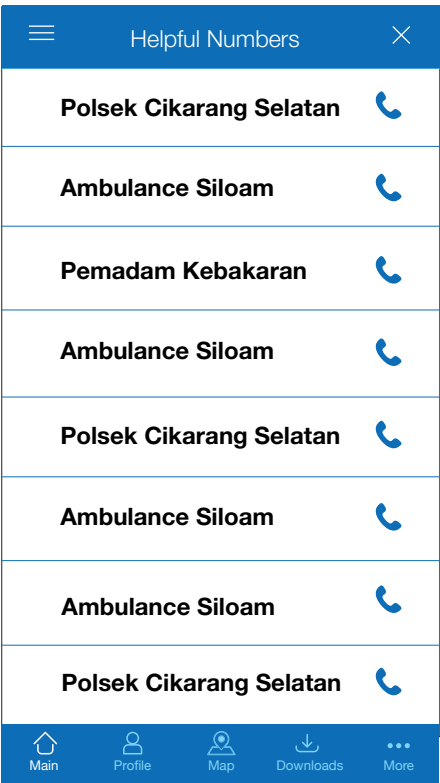 Helpful Numbers
Polsek Cikarang Selatan
Ambulance Siloam
Pemadam Kebakaran
Ambulance Siloam
Polsek Cikarang Selatan
Ambulance Siloam
Ambulance Siloam
Polsek Cikarang Selatan
Main Profile Map Downloads More